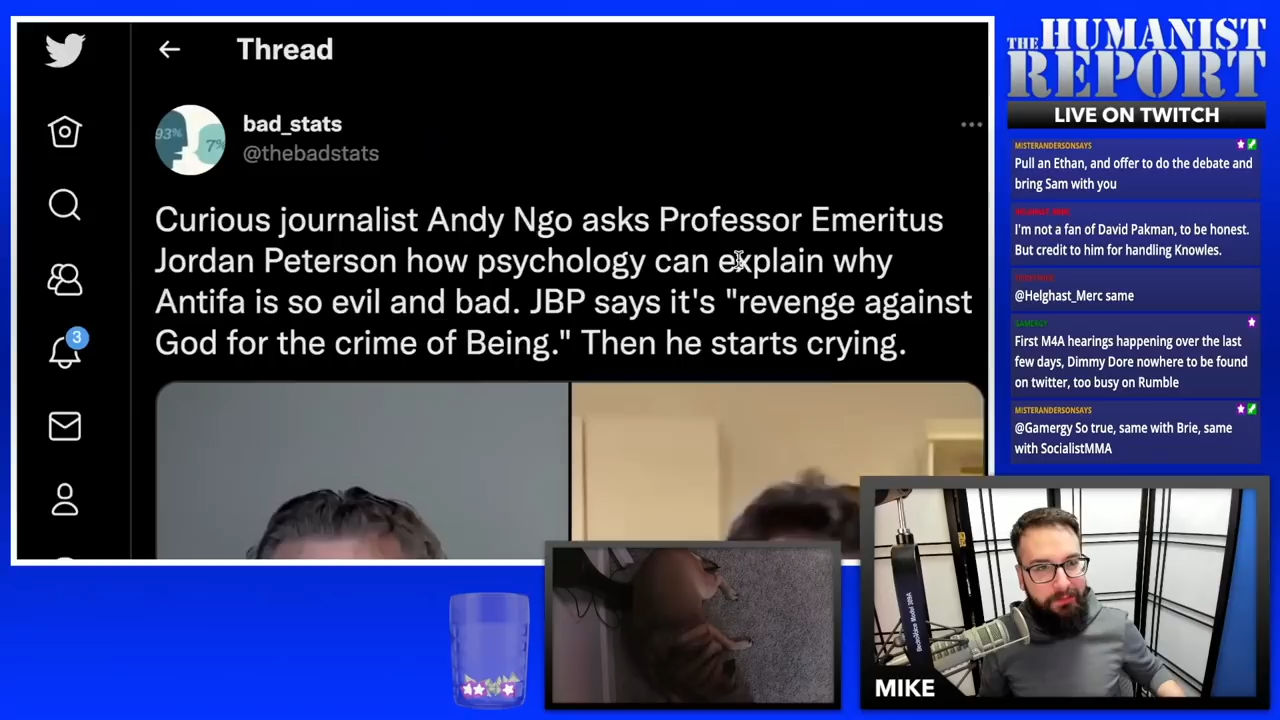 Thread
bad_stats
@thebadstats
Curious journalist Andy Ngo asks Professor Emeritus
Jordan Peterson how psychology can explain why
Antifa is so evil and bad. JBP says it's "revenge against
God for the crime of Being." Then he starts crying.
93%
7%
3
THE HUMANIST
REPORT
LIVE ON TWITCH
MISTERANDERSONSAYS
Pull an Ethan, and offer to do the debate and
bring Sam with you
I'm not a fan of David Pakman, to be honest.
But credit to him for handling Knowles.
@Helghast_Merc same
GAMERGY
First M4A hearings happening over the last
few days, Dimmy Dore nowhere to be found
on twitter, too busy on Rumble
MISTERANDERSONSAYS
@Gamergy So true, same with Brie, same
with SocialistMMA
MIKE